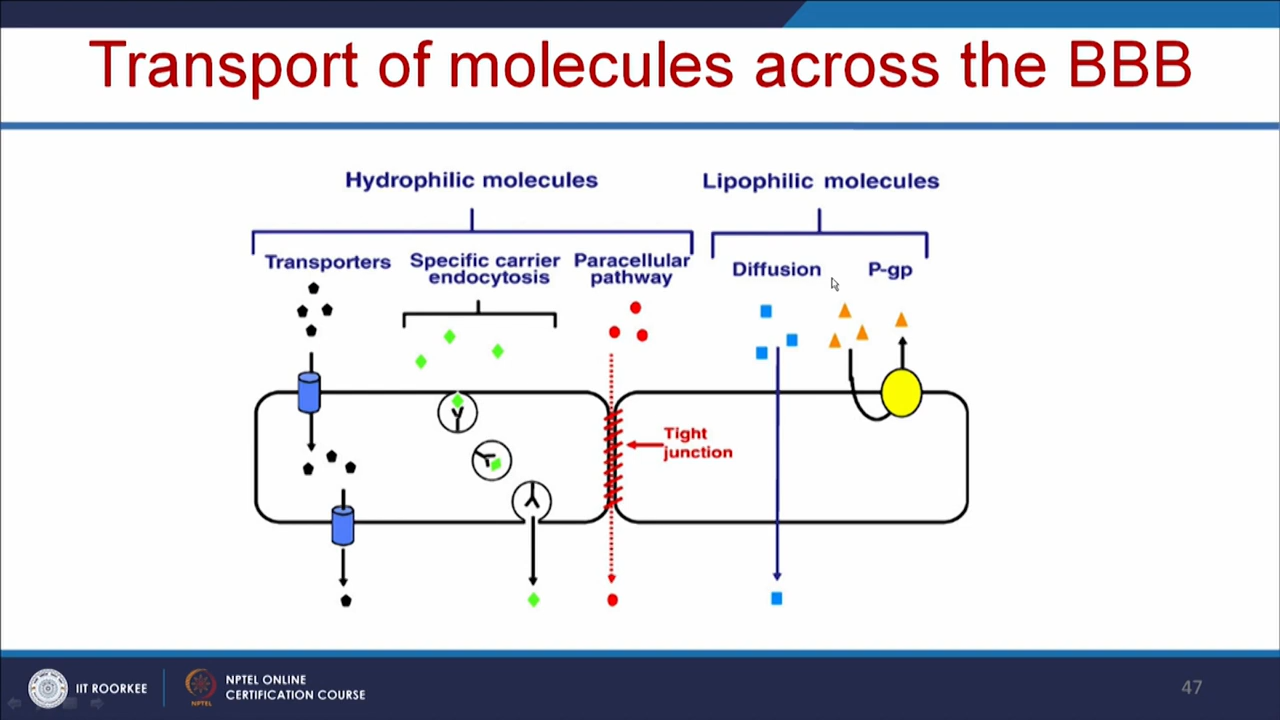 Transport of molecules across the BBB
Hydrophilic molecules
Lipophilic molecules
Transporters
Specific carrier
endocytosis
Paracellular
pathway
Diffusion
P-gp
Tight
junction
IIT ROORKEE
NPTEL
NPTEL ONLINE
CERTIFICATION COURSE
47